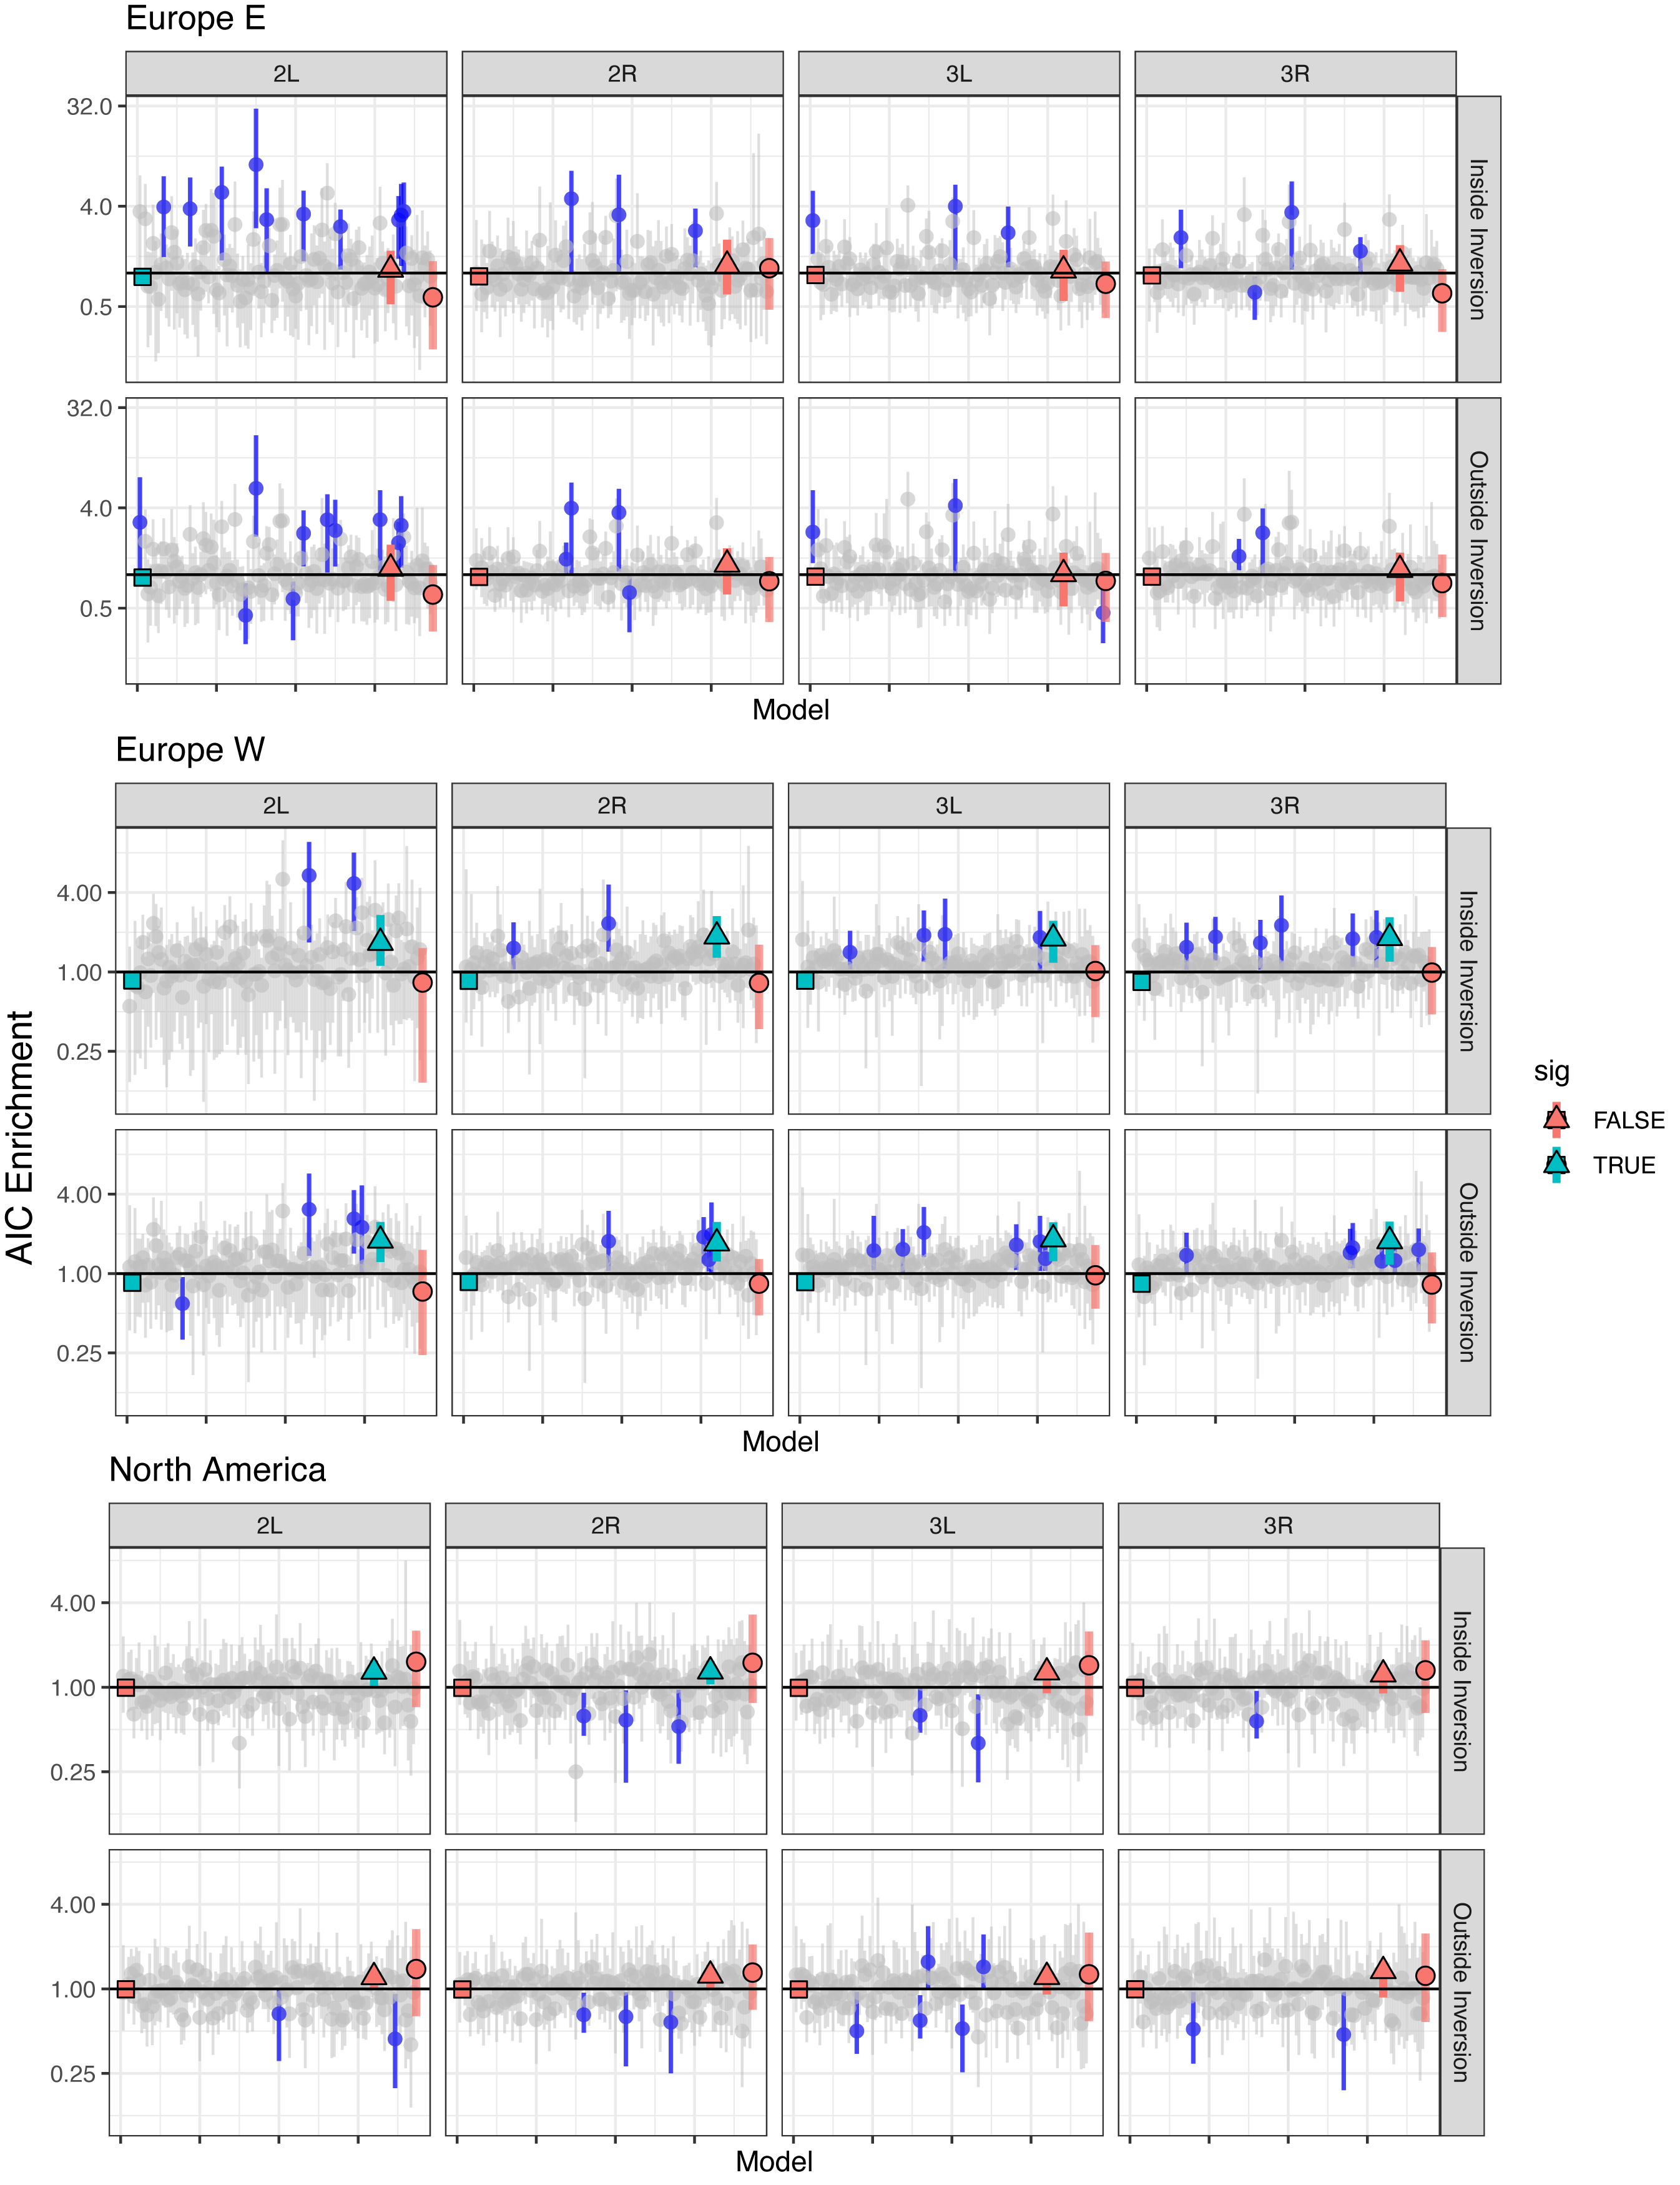 Europe E
2L 2R 3L 3R
32.0
4.0
0.5
Inside Inversion
32.0
4.0
0.5
Outside Inversion
Model
Europe W
2L 2R 3L 3R
4.00
1.00
0.25
Inside Inversion
4.00
1.00
0.25
Outside Inversion
Model
AIC Enrichment
sig
FALSE
TRUE
North America
2L 2R 3L 3R
4.00
1.00
0.25
Inside Inversion
4.00
1.00
0.25
Outside Inversion
Model